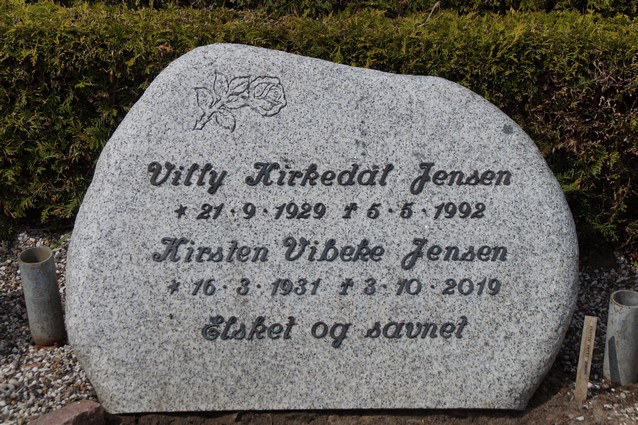 Villy Kirkedal Jensen
* 21 · 9 · 1929 ✝ 5 · 5 · 1992
Kirsten Vibeke Jensen
* 16 · 3 · 1931 ✝ 3 · 10 · 2019
Elsket og savnet